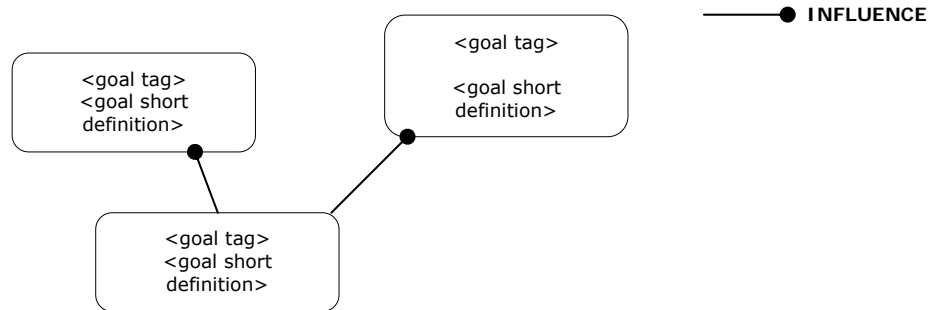 INFLUENCE
<goal tag>
<goal short
definition>
<goal tag>
<goal short
definition>
<goal tag>
<goal short
definition>